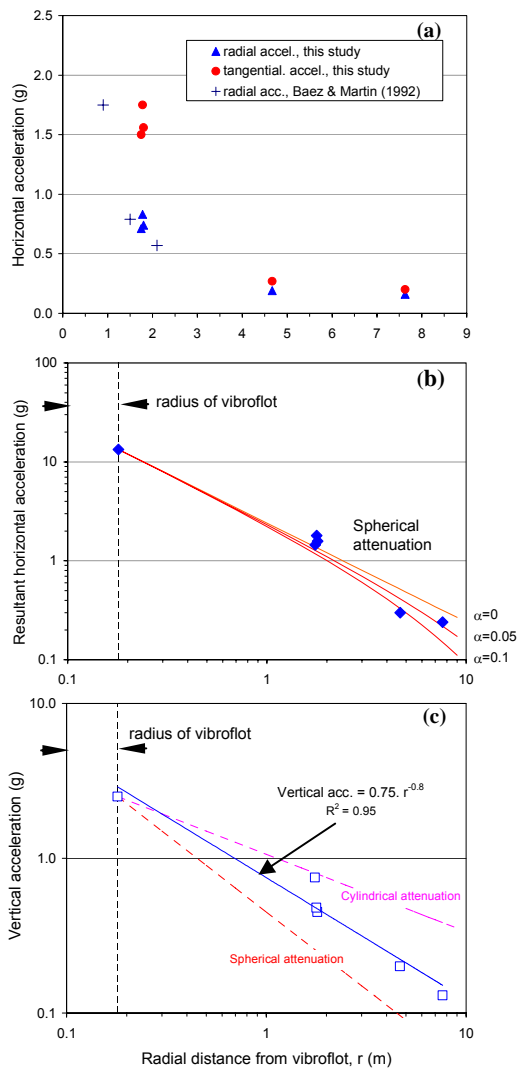 (a)
radial accel., this study
tangential. accel., this study
radial acc., Baez & Martin (1992)
Horizontal acceleration (g)
2.5
2.0
1.5
1.0
0.5
0.0
0 1 2 3 4 5 6 7 8 9
(b)
radius of vibroflot
Resultant horizontal acceleration (g)
100
10
1
0.1
Spherical
attenuation
α=0
α=0.05
α=0.1
0.1 1 10
(c)
radius of vibroflot
Vertical acceleration (g)
10.0
1.0
0.1
Vertical acc. = 0.75. r-0.8
R2 = 0.95
Cylindrical attenuation
Spherical attenuation
0.1 1 10
Radial distance from vibroflot, r (m)